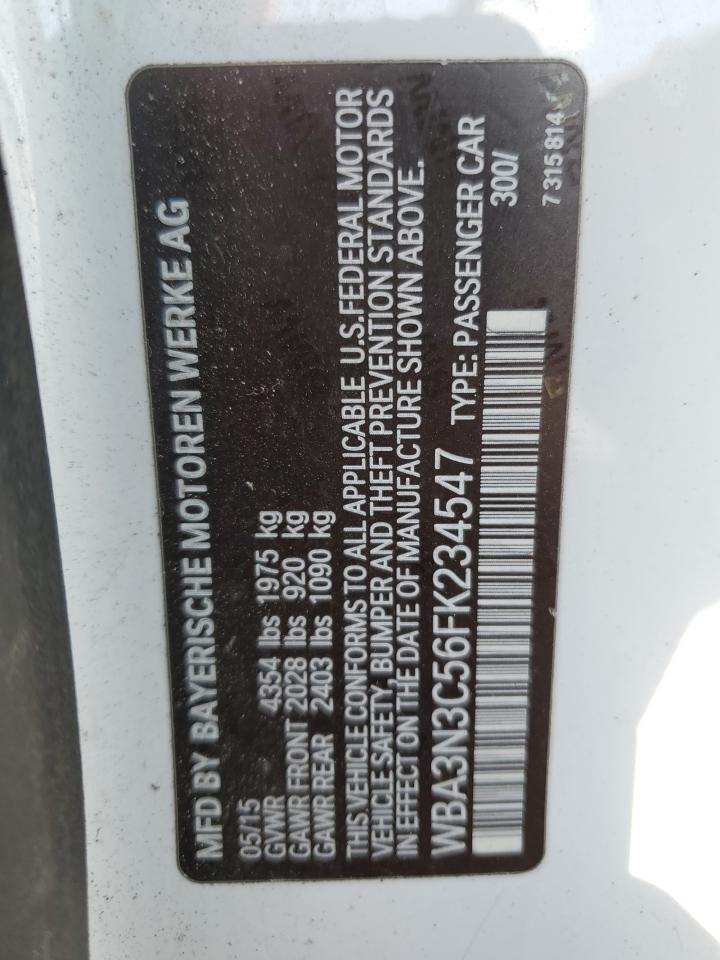 MFD BY BAYERISCHE MOTOREN WERKE AG
05/15
GVWR 4354 lbs 1975 kg
GAWR FRONT 2028 lbs 920 kg
GAWR REAR 2403 lbs 1090 kg
THIS VEHICLE CONFORMS TO ALL APPLICABLE U.S.FEDERAL MOTOR
VEHICLE SAFETY, BUMPER AND THEFT PREVENTION STANDARDS
IN EFFECT ON THE DATE OF MANUFACTURE SHOWN ABOVE.
WBA3N3C56FK234547 TYPE: PASSENGER CAR
300/
7 315 814